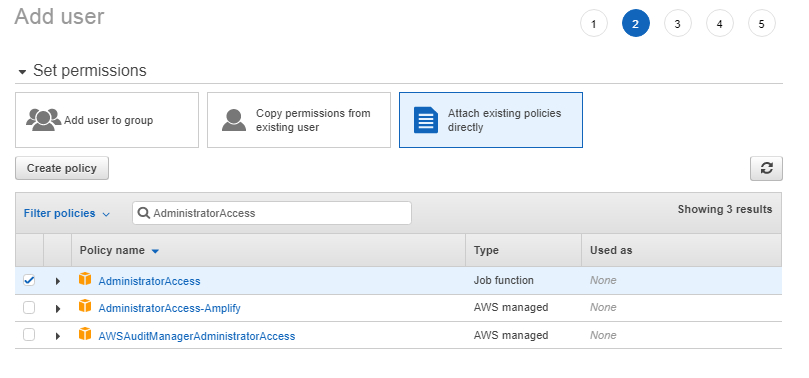 Add user
1 2 3 4 5
Set permissions
Add user to group
Copy permissions from
existing user
Attach existing policies
directly
Create policy
Filter policies
AdministratorAccess
Showing 3 results
Policy name Type Used as
AdministratorAccess Job function None
AdministratorAccess-Amplify AWS managed None
AWSAuditManagerAdministratorAccess AWS managed None